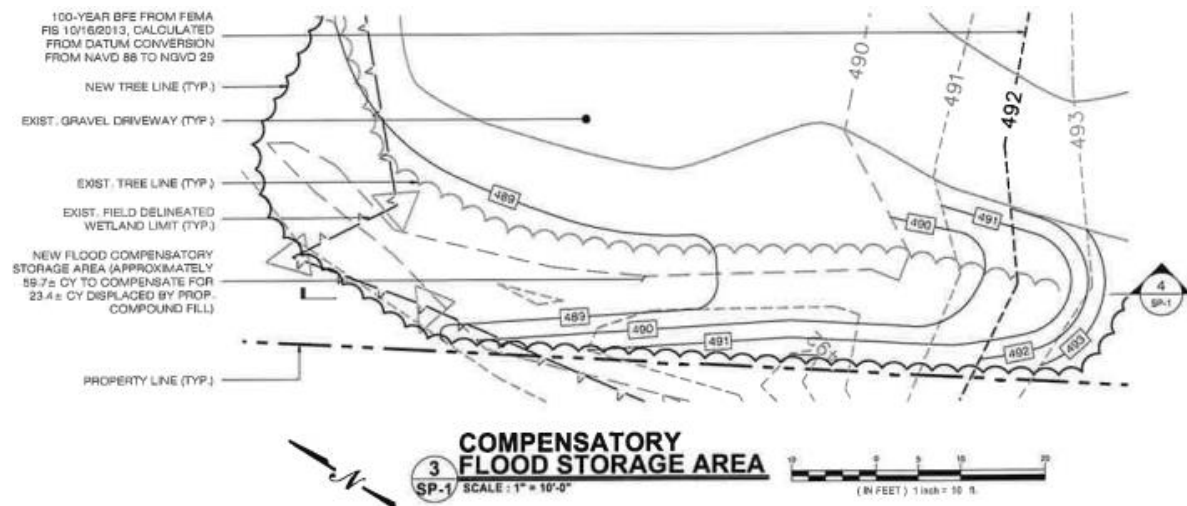 100-YEAR BFE FROM FEMA
FIS 10/16/2013, CALCULATED
FROM DATUM CONVERSION
FROM NAVD 88 TO NGVD 29
NEW TREE LINE (TYP.)
EXIST. GRAVEL DRIVEWAY (TYP.)
EXIST. TREE LINE (TYP.)
EXIST. FIELD DELINEATED
WETLAND LIMIT (TYP.)
NEW FLOOD COMPENSATORY
STORAGE AREA (APPROXIMATELY
59.7± CY TO COMPENSATE FOR
23.4± CY DISPLACED BY PROP.
COMPOUND FILL)
PROPERTY LINE (TYP.)
490
491
492
493
489
490
491
489
490
491
492
493
492
4
SP-1
N
3
SP-1
COMPENSATORY
FLOOD STORAGE AREA
SCALE : 1" = 10'-0"
10 0 5 10 20
( IN FEET ) 1 inch = 10 ft.